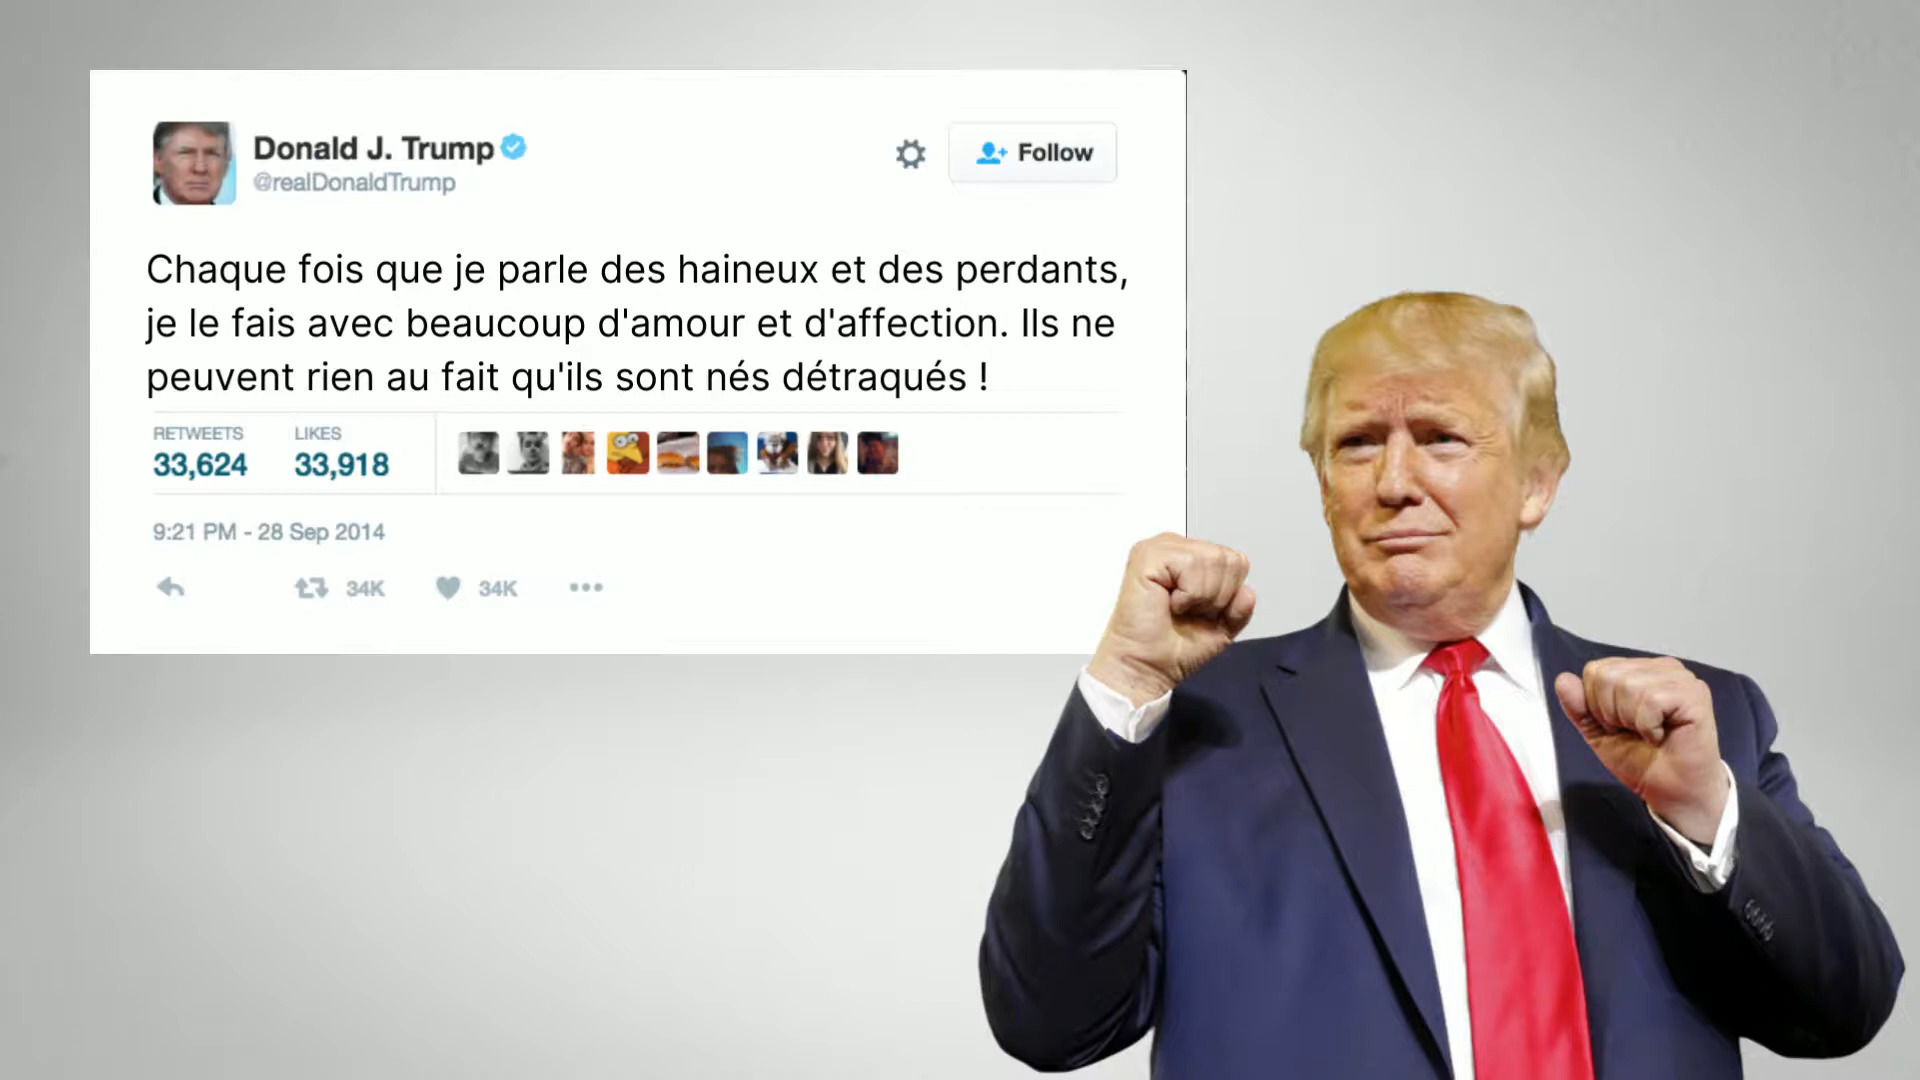 Donald J. Trump
@realDonaldTrump
Follow
Chaque fois que je parle des haineux et des perdants,
je le fais avec beaucoup d'amour et d'affection. Ils ne
peuvent rien au fait qu'ils sont nés détraqués !
RETWEETS LIKES
33,624 33,918
9:21 PM - 28 Sep 2014
34K 34K